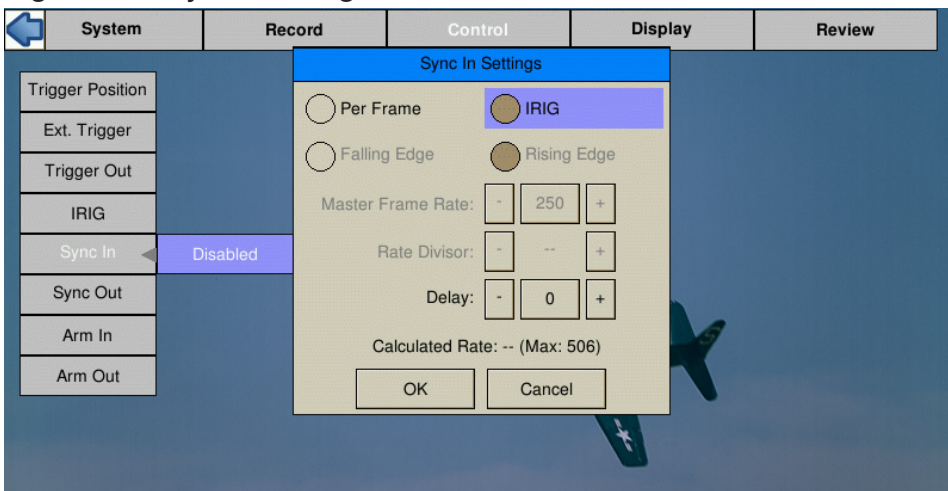 System Record Control Display Review
Sync In Settings
Trigger Position
Ext. Trigger
Trigger Out
IRIG
Sync In Disabled
Sync Out
Arm In
Arm Out
Per Frame IRIG
Falling Edge Rising Edge
Master Frame Rate: - 250 +
Rate Divisor: - -- +
Delay: - 0 +
Calculated Rate: -- (Max: 506)
OK Cancel